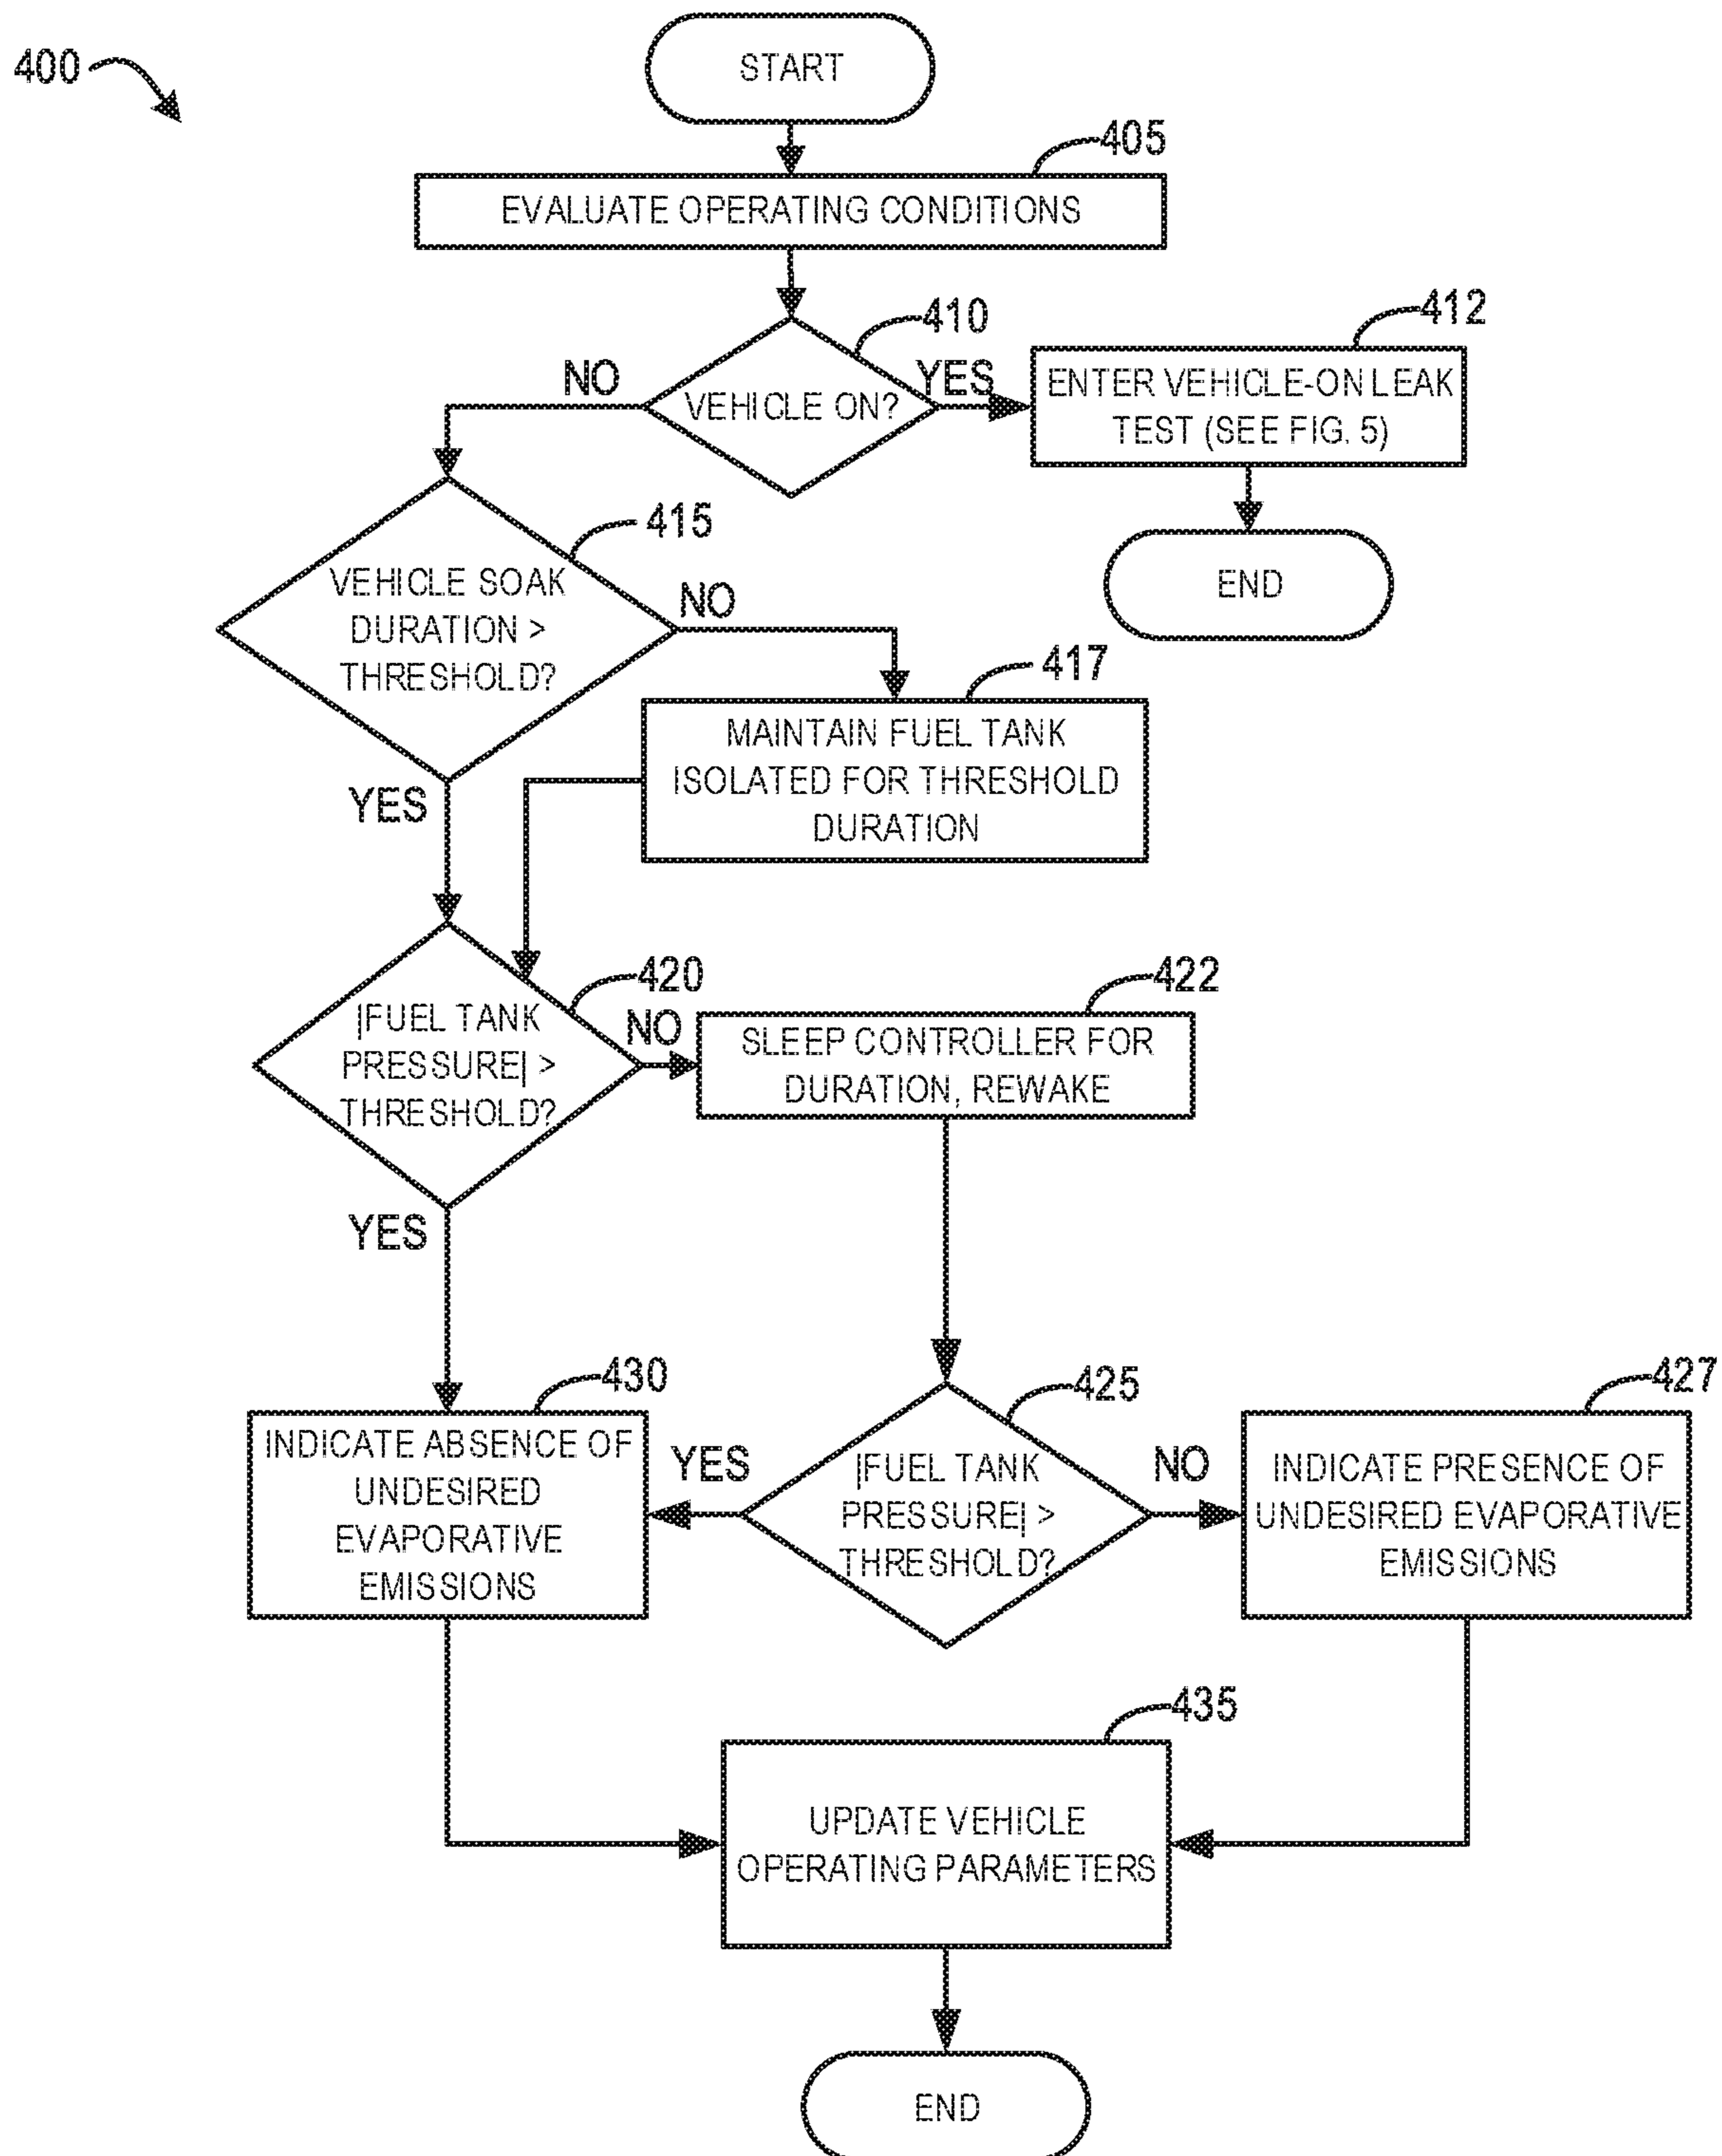 400
START
405
EVALUATE OPERATING CONDITIONS
410
412
NO
VEHICLE ON?
YES
ENTER VEHICLE-ON LEAK
TEST (SEE FIG. 5)
END
415
VEHICLE SOAK
DURATION >
THRESHOLD?
NO
YES
417
MAINTAIN FUEL TANK
ISOLATED FOR THRESHOLD
DURATION
420
|FUEL TANK
PRESSURE| >
THRESHOLD?
NO
YES
422
SLEEP CONTROLLER FOR
DURATION, REWAKE
430
INDICATE ABSENCE OF
UNDESIRED
EVAPORATIVE
EMISSIONS
425
YES
|FUEL TANK
PRESSURE| >
THRESHOLD?
NO
427
INDICATE PRESENCE OF
UNDESIRED EVAPORATIVE
EMISSIONS
435
UPDATE VEHICLE
OPERATING PARAMETERS
END